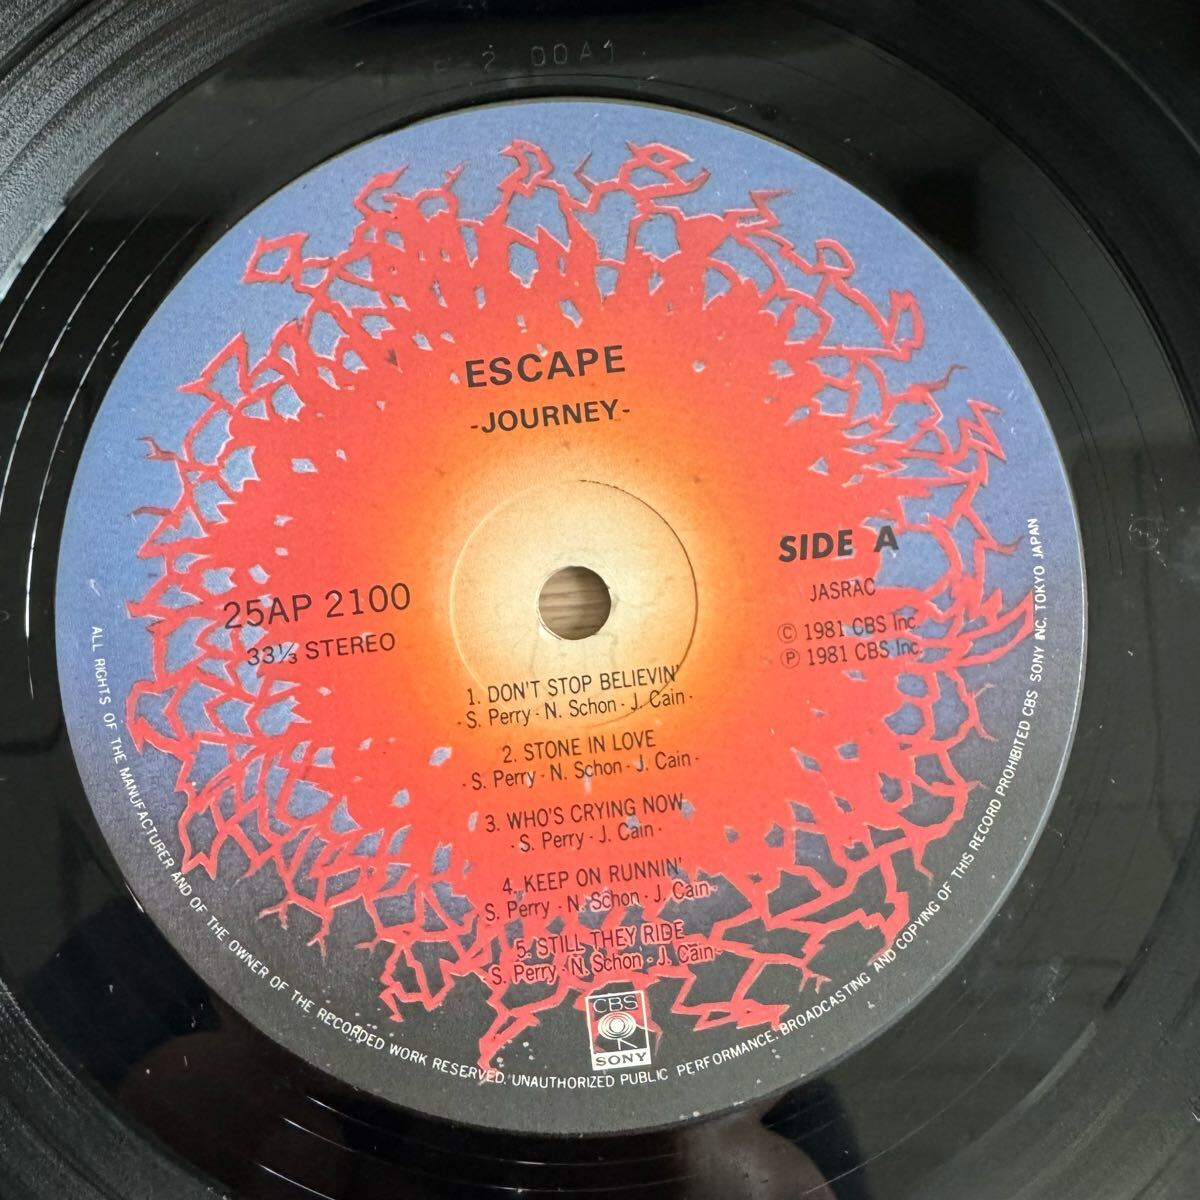 ESCAPE
-JOURNEY-
SIDE A
JASRAC
Ⓒ 1981 CBS Inc.
Ⓟ 1981 CBS Inc.
25AP 2100
33⅓ STEREO
1. DON'T STOP BELIEVIN'
- S. Perry - N. Schon - J. Cain -
2. STONE IN LOVE
- S. Perry - N. Schon - J. Cain -
3. WHO'S CRYING NOW
- S. Perry - J. Cain -
4. KEEP ON RUNNIN'
S. Perry - N. Schon - J. Cain -
5. STILL THEY RIDE
S. Perry - N. Schon - J. Cain -
CBS
SONY
ALL RIGHTS OF THE MANUFACTURER AND OF THE OWNER OF THE RECORDED WORK RESERVED. UNAUTHORIZED PUBLIC PERFORMANCE. BROADCASTING AND COPYING OF THIS RECORD PROHIBITED CBS SONY INC. TOKYO JAPAN